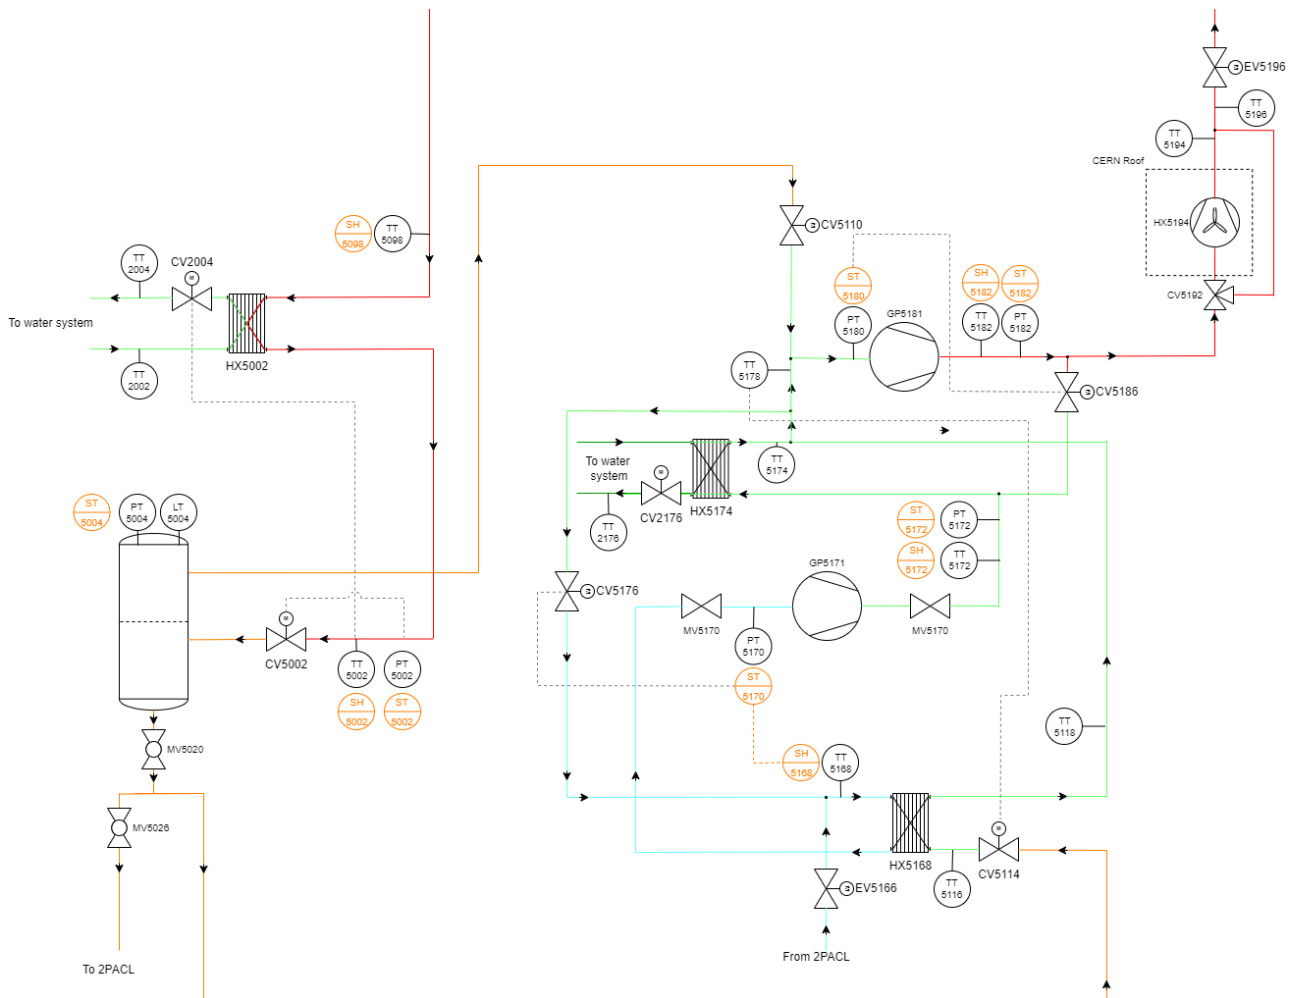 EV5196
TT
5196
TT
5194
CERN Roof
HX5194
CV5192
SH
5098
TT
5098
CV5110
TT
2004
CV2004
To water system
HX5002
TT
2002
ST
5180
PT
5180
GP5181
SH
5182
ST
5182
TT
5182
PT
5182
TT
5178
CV5186
To water
system
TT
5174
CV2176
HX5174
TT
2176
ST
5004
PT
5004
LT
5004
ST
5172
PT
5172
SH
5172
TT
5172
GP5171
CV5176
MV5170
MV5170
PT
5170
ST
5170
CV5002
TT
5002
PT
5002
SH
5002
ST
5002
MV5020
MV5026
TT
5118
SH
5168
TT
5168
HX5168
CV5114
TT
5116
EV5166
From 2PACL
To 2PACL